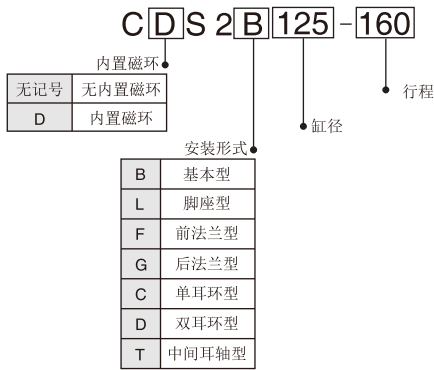 CDS2B125-160
内置磁环
无记号 无内置磁环
D 内置磁环
行程
缸径
安装形式
B 基本型
L 脚座型
F 前法兰型
G 后法兰型
C 单耳环型
D 双耳环型
T 中间耳轴型